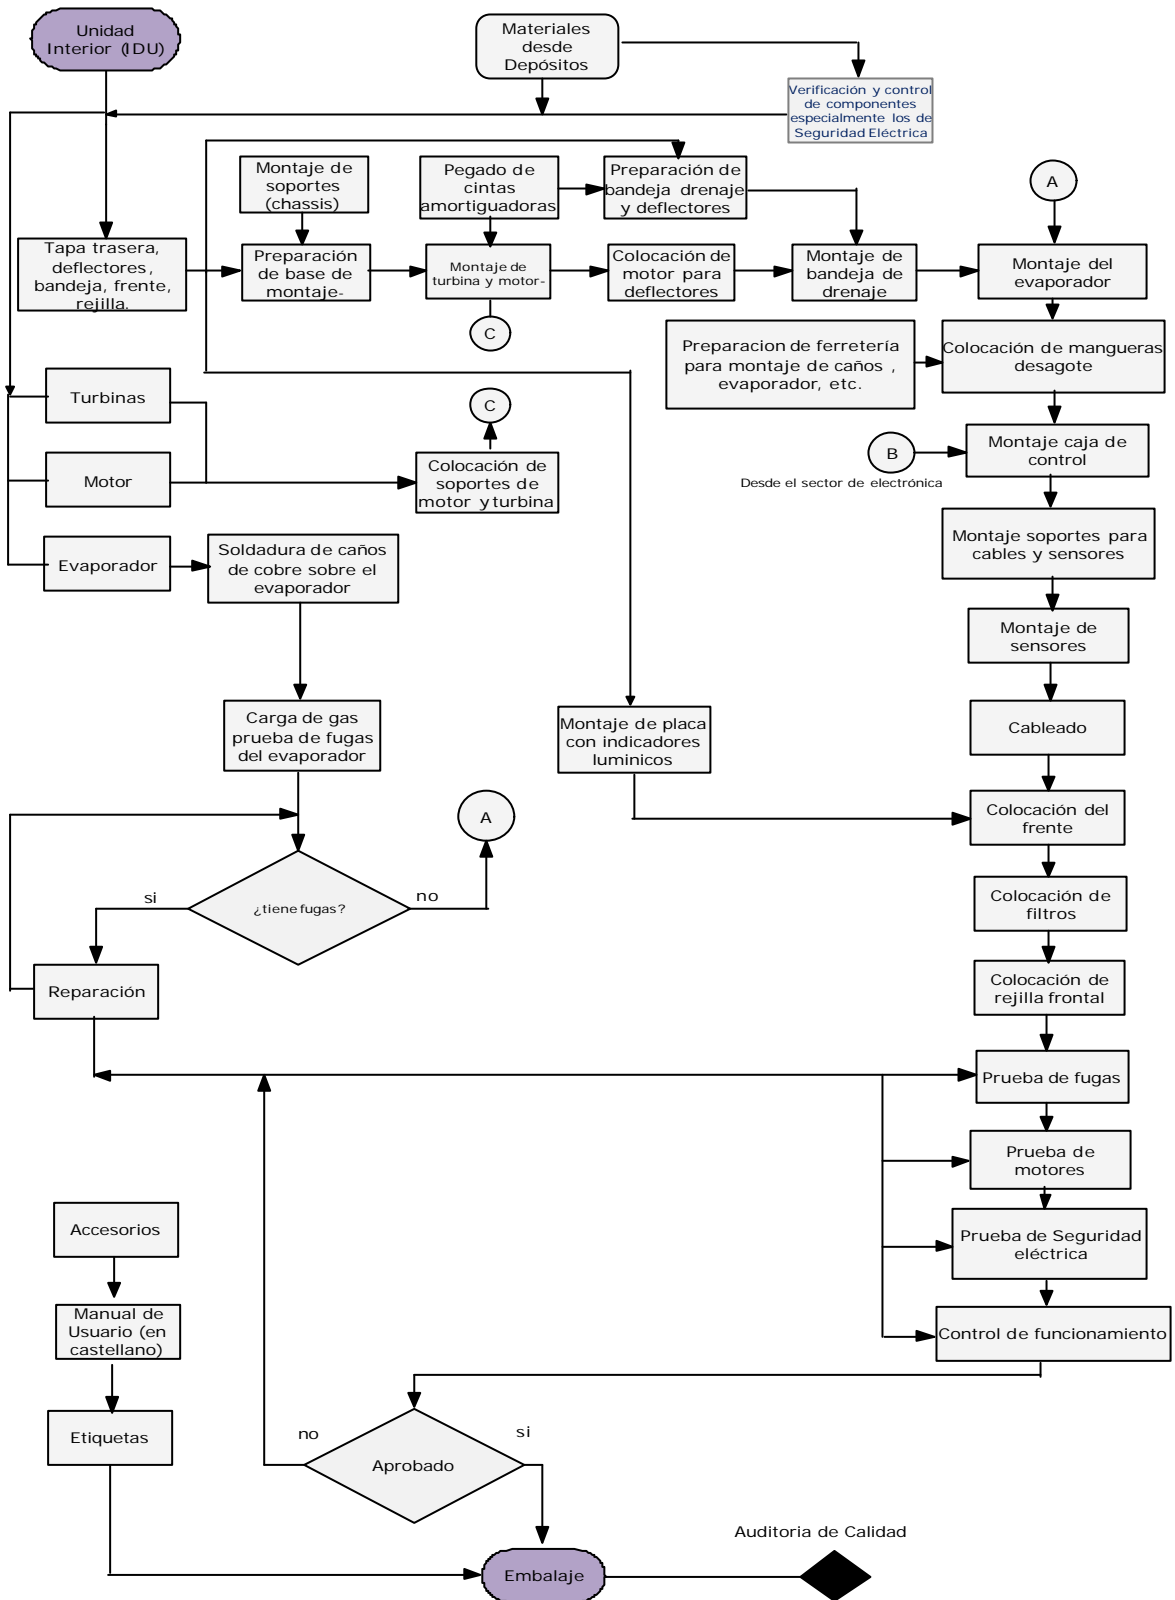 Unidad
Interior (IDU)
Materiales
desde
Depósitos
Verificación y control
de componentes
especialmente los de
Seguridad Eléctrica
Montaje de
soportes
(chassis)
Pegado de
cintas
amortiguadoras
Preparación de
bandeja drenaje
y deflectores
A
Tapa trasera,
deflectores,
bandeja, frente,
rejilla.
Preparación
de base de
montaje-
Montaje de
turbina y motor-
Colocación de
motor para
deflectores
Montaje de
bandeja de
drenaje
Montaje del
evaporador
C
Preparacion de ferretería
para montaje de caños ,
evaporador, etc.
Colocación de mangueras
desagote
Turbinas
C
Motor
Colocación de
soportes de
motor y turbina
B
Desde el sector de electrónica
Montaje caja de
control
Evaporador
Soldadura de caños
de cobre sobre el
evaporador
Montaje soportes para
cables y sensores
Montaje de
sensores
Carga de gas
prueba de fugas
del evaporador
Montaje de placa
con indicadores
luminicos
Cableado
A
Colocación del
frente
si
¿tiene fugas?
no
Colocación de
filtros
Reparación
Colocación de
rejilla frontal
Prueba de fugas
Prueba de
motores
Accesorios
Prueba de Seguridad
eléctrica
Manual de
Usuario (en
castellano)
Control de funcionamiento
Etiquetas
no
Aprobado
si
Auditoria de Calidad
Embalaje